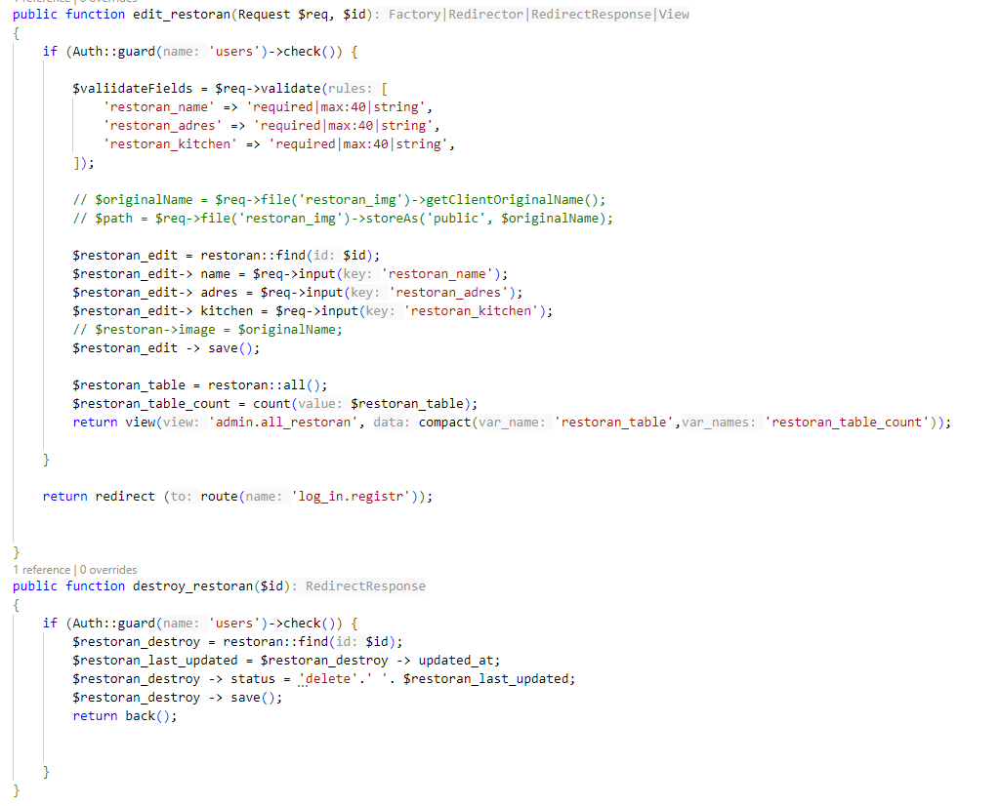 public function edit_restoran(Request $req, $id): Factory|Redirector|RedirectResponse|View
{
if (Auth::guard(name: 'users')->check()) {
$valiidateFields = $req->validate(rules: [
'restoran_name' => 'required|max:40|string',
'restoran_adres' => 'required|max:40|string',
'restoran_kitchen' => 'required|max:40|string',
]);
// $originalName = $req->file('restoran_img')->getClientOriginalName();
// $path = $req->file('restoran_img')->storeAs('public', $originalName);
$restoran_edit = restoran::find(id: $id);
$restoran_edit-> name = $req->input(key: 'restoran_name');
$restoran_edit-> adres = $req->input(key: 'restoran_adres');
$restoran_edit-> kitchen = $req->input(key: 'restoran_kitchen');
// $restoran->image = $originalName;
$restoran_edit -> save();
$restoran_table = restoran::all();
$restoran_table_count = count(value: $restoran_table);
return view(view: 'admin.all_restoran', data: compact(var_name: 'restoran_table',var_names: 'restoran_table_count'));
}
return redirect (to: route(name: 'log_in.registr'));
}
1 reference | 0 overrides
public function destroy_restoran($id): RedirectResponse
{
if (Auth::guard(name: 'users')->check()) {
$restoran_destroy = restoran::find(id: $id);
$restoran_last_updated = $restoran_destroy -> updated_at;
$restoran_destroy -> status = 'delete'.' '. $restoran_last_updated;
$restoran_destroy -> save();
return back();
}
}